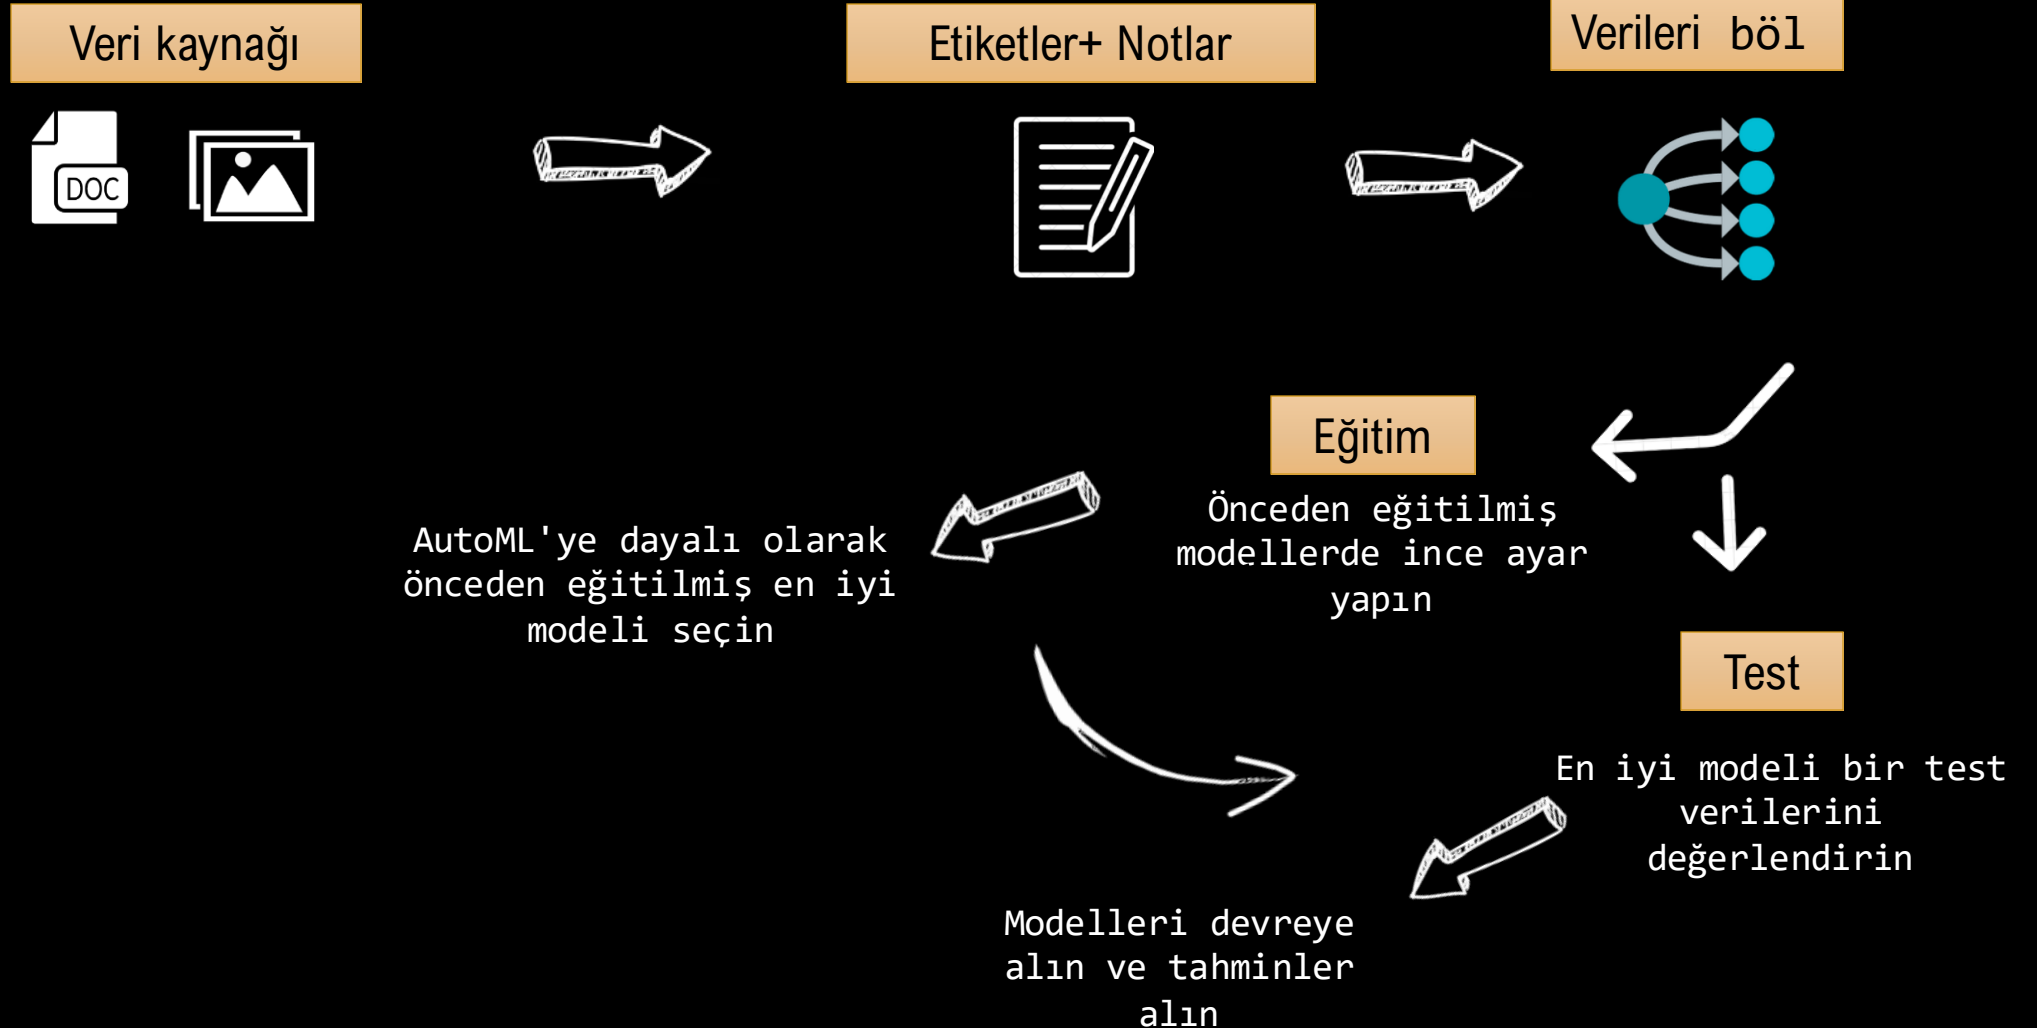 Veri kaynağı
Etiketler+ Notlar
Verileri böl
DOC
Eğitim
Önceden eğitilmiş
modellerde ince ayar
yapın
AutoML'ye dayalı olarak
önceden eğitilmiş en iyi
modeli seçin
Test
En iyi modeli bir test
verilerini
değerlendirin
Modelleri devreye
alın ve tahminler
alın